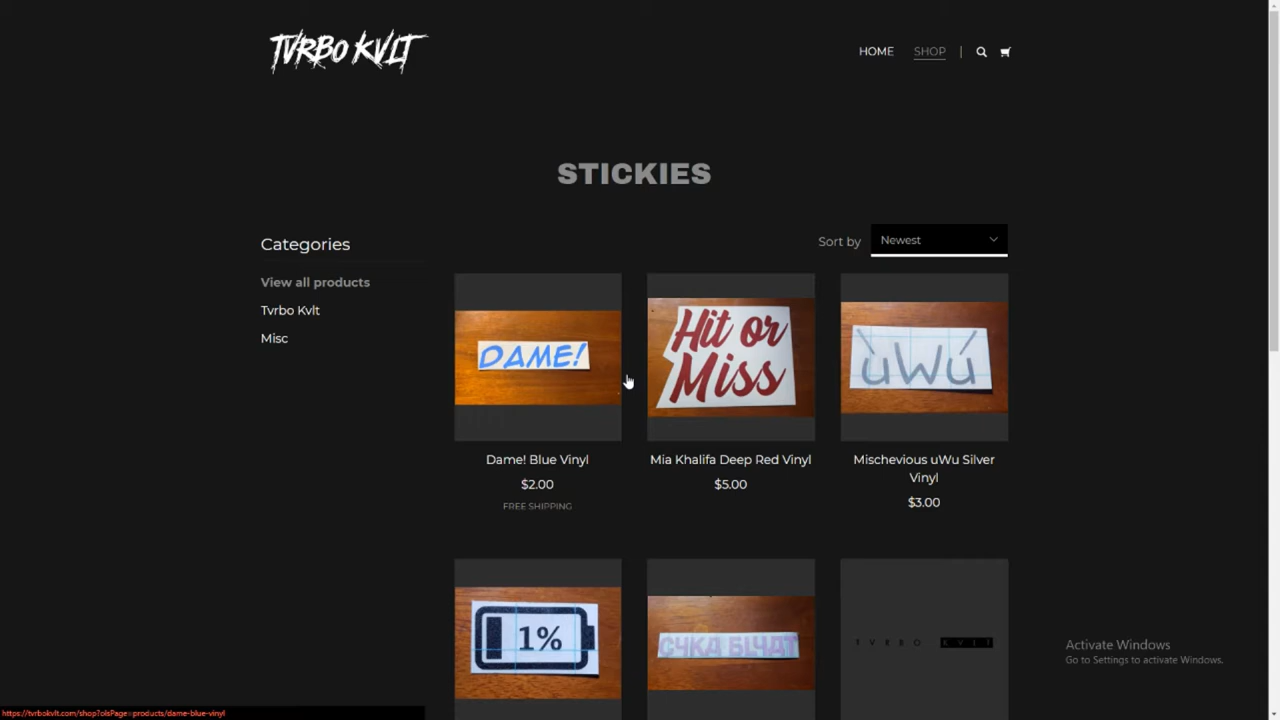 TVRBO KVLT
HOME SHOP |
STICKIES
Categories
Sort by Newest
View all products
Tvrbo Kvlt
Misc
DAME!
Hit or
Miss
ùWú
Dame! Blue Vinyl
$2.00
FREE SHIPPING
Mia Khalifa Deep Red Vinyl
$5.00
Mischevious uWu Silver
Vinyl
$3.00
1%
СЧКА БLЧАТ
TVRBO KVLT
Activate Windows
Go to Settings to activate Windows.
https://tvrbokvlt.com/shop?olsPage=products/dame-blue-vinyl